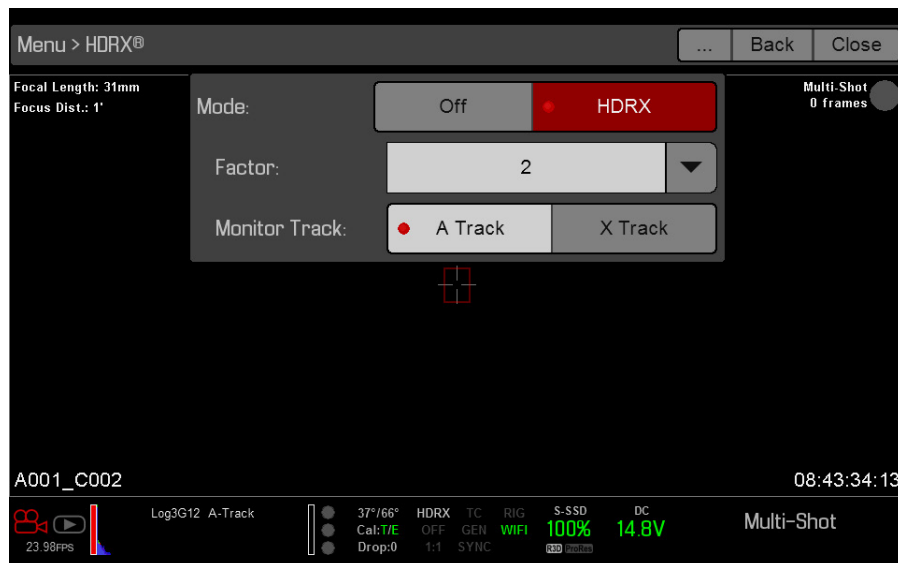 Menu > HDRX®
...
Back
Close
Focal Length: 31mm
Focus Dist.: 1'
Multi-Shot
0 frames
Mode:
Off
HDRX
Factor:
2
Monitor Track:
A Track
X Track
A001_C002
08:43:34:13
23.98FPS
Log3G12 A-Track
37°/66° HDRX TC RIG
Cal:T/E OFF GEN WIFI
Drop:0 1:1 SYNC
S-SSD
100%
R3D ProRes
DC
14.8V
Multi-Shot